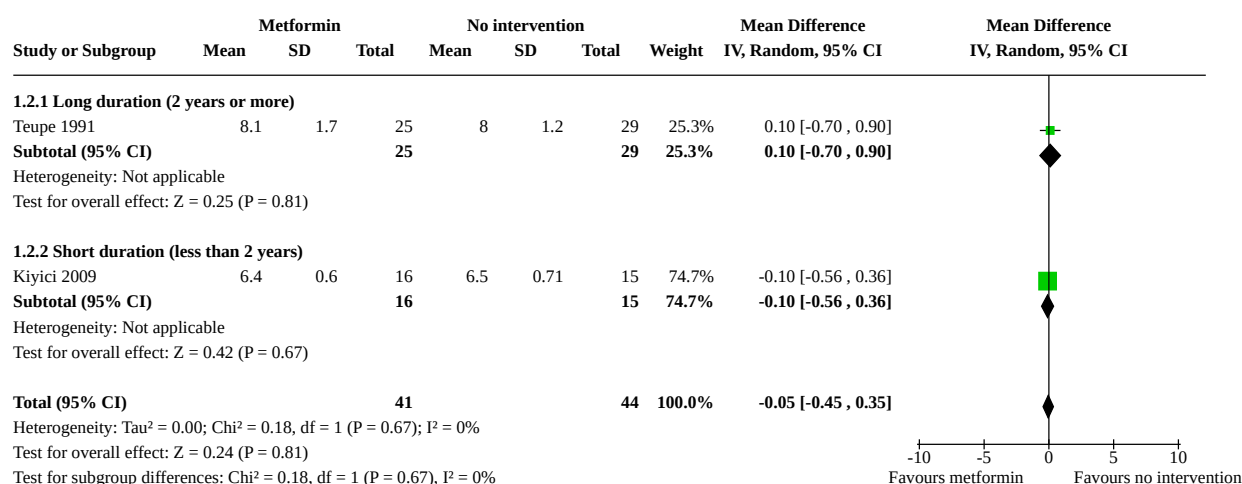 Metformin No intervention Mean Difference Mean Difference
Study or Subgroup Mean SD Total Mean SD Total Weight IV, Random, 95% CI IV, Random, 95% CI
1.2.1 Long duration (2 years or more)
Teupe 1991 8.1 1.7 25 8 1.2 29 25.3% 0.10 [-0.70 , 0.90]
Subtotal (95% CI) 25 29 25.3% 0.10 [-0.70 , 0.90]
Heterogeneity: Not applicable
Test for overall effect: Z = 0.25 (P = 0.81)
1.2.2 Short duration (less than 2 years)
Kiyici 2009 6.4 0.6 16 6.5 0.71 15 74.7% -0.10 [-0.56 , 0.36]
Subtotal (95% CI) 16 15 74.7% -0.10 [-0.56 , 0.36]
Heterogeneity: Not applicable
Test for overall effect: Z = 0.42 (P = 0.67)
Total (95% CI) 41 44 100.0% -0.05 [-0.45 , 0.35]
Heterogeneity: Tau² = 0.00; Chi² = 0.18, df = 1 (P = 0.67); I² = 0%
Test for overall effect: Z = 0.24 (P = 0.81) -10 -5 0 5 10
Test for subgroup differences: Chi² = 0.18, df = 1 (P = 0.67), I² = 0% Favours metformin Favours no intervention